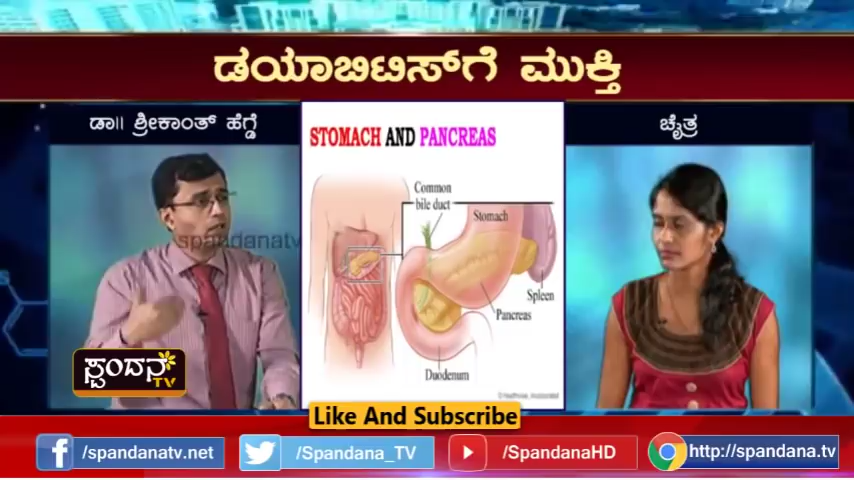 ಡಯಾಬಿಟಿಸ್‌ಗೆ ಮುಕ್ತಿ
ಡಾ॥ ಶ್ರೀಕಾಂತ್ ಹೆಗ್ಡೆ
ಚೈತ್ರ
STOMACH AND PANCREAS
Common
bile duct
Stomach
Spleen
Pancreas
Duodenum
spandanatv
ಸ್ಪಂದನ
TV
Like And Subscribe
/spandanatv.net
/Spandana_TV
/SpandanaHD
http://spandana.tv